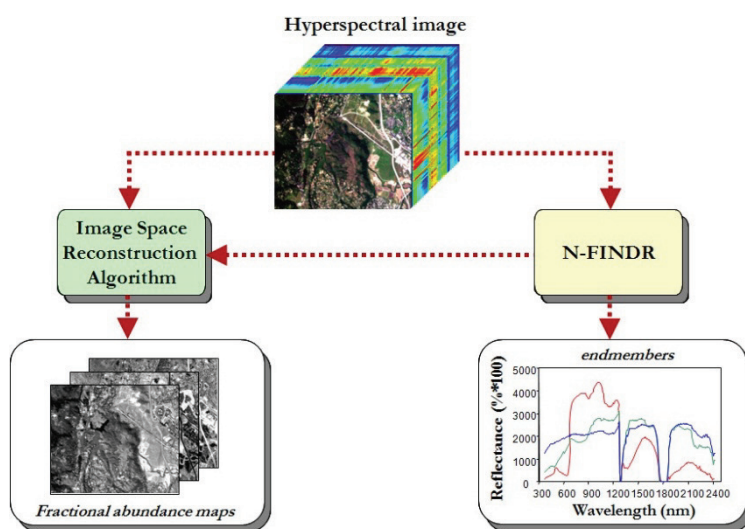 Hyperspectral image
Image Space
Reconstruction
Algorithm
N-FINDR
Fractional abundance maps
endmembers
Reflectance (%*100)
5000
4000
3000
2000
1000
0
300 600 900 1200 1500 1800 2100 2400
Wavelength (nm)